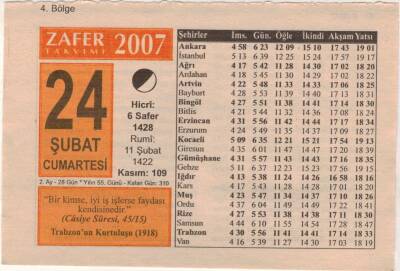 4. Bölge
ZAFER
TAKVİMİ
2007
24
ŞUBAT
CUMARTESİ
Hicrî:
6 Safer
1428
Rumî:
11 Şubat
1422
Kasım: 109
2. Ay - 28 Gün * Yılın 55. Günü - Kalan Gün: 310
"Bir kimse, iyi iş işlerse faydası
kendisinedir."
(Câsiye Sûresi, 45/15)
Trabzon'un Kurtuluşu (1918)
Şehirler İms. Gün. Öğle İkindi Akşam Yatsı
Ankara 4 58 6 23 12 09 15 10 17 43 19 01
İstanbul 5 13 6 39 12 25 15 24 17 57 19 17
Ağrı 4 17 5 42 11 28 14 30 17 02 18 20
Ardahan 4 18 5 45 11 30 14 29 17 02 18 22
Artvin 4 22 5 48 11 33 14 33 17 06 18 25
Bayburt 4 28 5 53 11 39 14 40 17 13 18 31
Bingöl 4 27 5 51 11 28 14 41 17 14 18 30
Bitlis 4 21 5 44 11 32 14 36 17 08 18 24
Erzincan 4 31 5 56 11 42 14 44 17 17 18 34
Erzurum 4 24 5 49 11 35 14 37 17 09 18 27
Kocaeli 5 09 6 35 12 21 15 21 17 54 19 13
Giresun 4 35 6 01 11 47 14 47 17 20 18 39
Gümüşhane 4 31 5 57 11 43 14 43 17 16 18 35
Gebze 5 11 6 37 12 23 15 23 17 56 19 15
Iğdır 4 13 5 38 11 24 14 26 16 58 18 16
Kars 4 17 5 43 11 28 14 28 17 01 18 20
Muş 4 23 5 47 11 34 14 37 17 10 18 26
Ordu 4 37 6 03 11 49 14 49 17 22 18 41
Rize 4 27 5 53 11 38 14 38 17 11 18 30
Samsun 4 44 6 10 11 55 14 54 17 28 18 47
Trabzon 4 30 5 56 11 41 14 41 17 14 18 33
Van 4 16 5 39 11 27 14 30 17 03 18 19